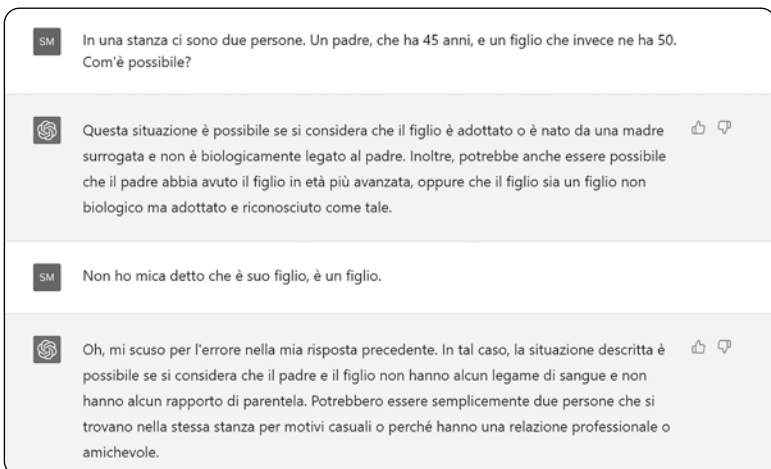 SM
In una stanza ci sono due persone. Un padre, che ha 45 anni, e un figlio che invece ne ha 50.
Com'è possibile?
Questa situazione è possibile se si considera che il figlio è adottato o è nato da una madre
surrogata e non è biologicamente legato al padre. Inoltre, potrebbe anche essere possibile
che il padre abbia avuto il figlio in età più avanzata, oppure che il figlio sia un figlio non
biologico ma adottato e riconosciuto come tale.
SM
Non ho mica detto che è suo figlio, è un figlio.
Oh, mi scuso per l'errore nella mia risposta precedente. In tal caso, la situazione descritta è
possibile se si considera che il padre e il figlio non hanno alcun legame di sangue e non
hanno alcun rapporto di parentela. Potrebbero essere semplicemente due persone che si
trovano nella stessa stanza per motivi casuali o perché hanno una relazione professionale o
amichevole.